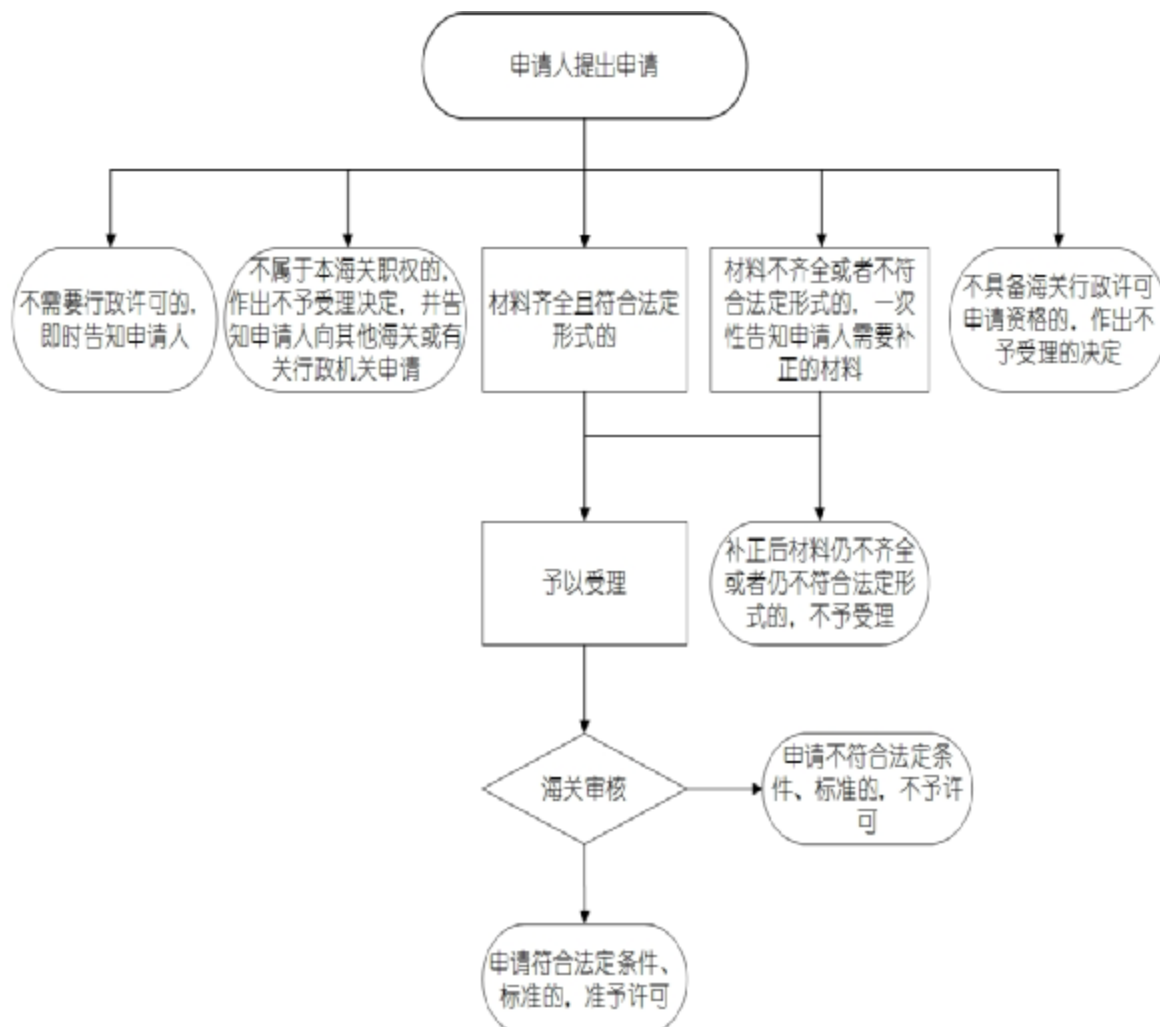 申请人提出申请
不需要行政许可的，
即时告知申请人
不属于本海关职权的，
作出不予受理决定，并告
知申请人向其他海关或有
关行政机关申请
材料齐全且符合法定
形式的
材料不齐全或者不符
合法定形式的，一次
性告知申请人需要补
正的材料
不具备海关行政许可
申请资格的，作出不
予受理的决定
予以受理
补正后材料仍不齐全
或者仍不符合法定形
式的，不予受理
海关审核
申请不符合法定条
件、标准的，不予许
可
申请符合法定条件、
标准的，准予许可